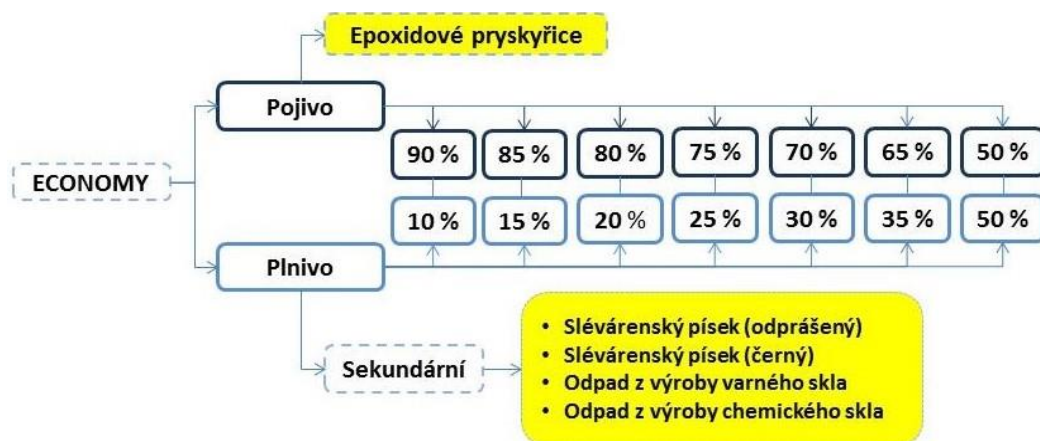 Epoxidové pryskyřice
Pojivo
90 % 85 % 80 % 75 % 70 % 65 % 50 %
ECONOMY
10 % 15 % 20 % 25 % 30 % 35 % 50 %
Plnivo
• Slévárenský písek (odprášený)
• Slévárenský písek (černý)
Sekundární
• Odpad z výroby varného skla
• Odpad z výroby chemického skla